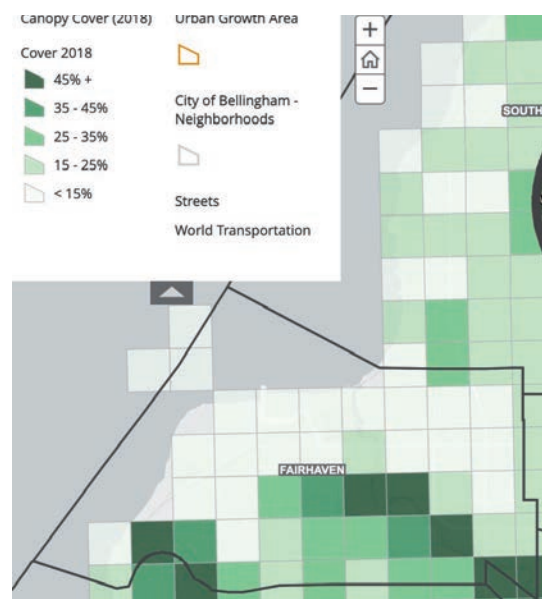 Canopy Cover (2018)
Cover 2018
45% +
35 - 45%
25 - 35%
15 - 25%
< 15%
Urban Growth Area
City of Bellingham -
Neighborhoods
Streets
World Transportation
+
−
SOUTH
FAIRHAVEN